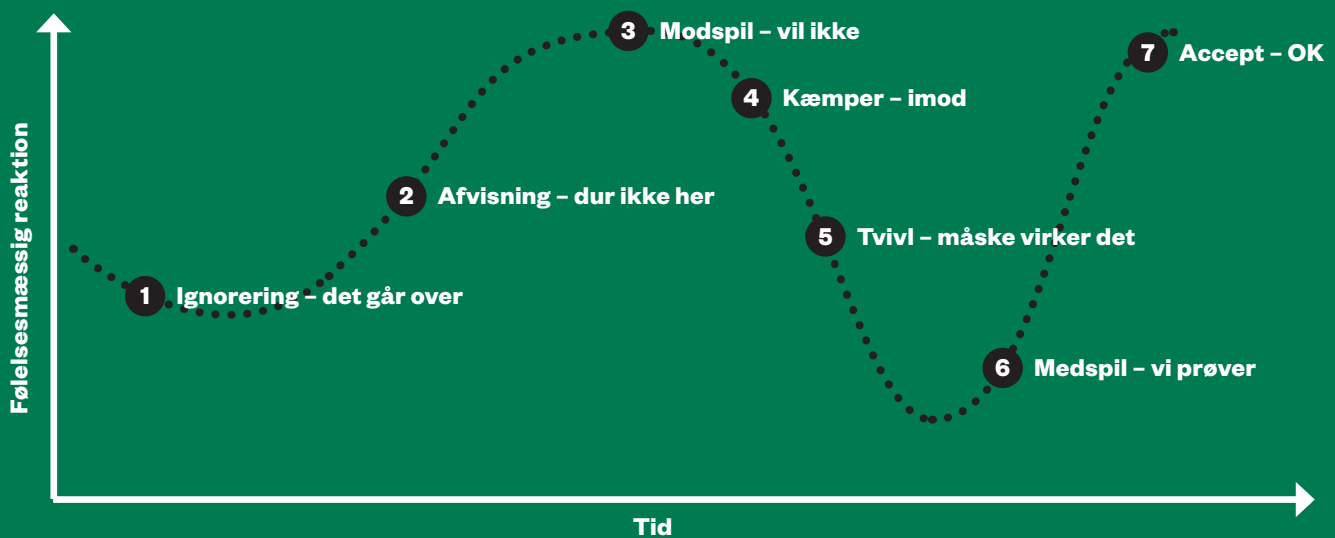 Følelsesmæssig reaktion
1 Ignorering – det går over
2 Afvisning – dur ikke her
3 Modspil – vil ikke
4 Kæmper – imod
5 Tvivl – måske virker det
6 Medspil – vi prøver
7 Accept – OK
Tid